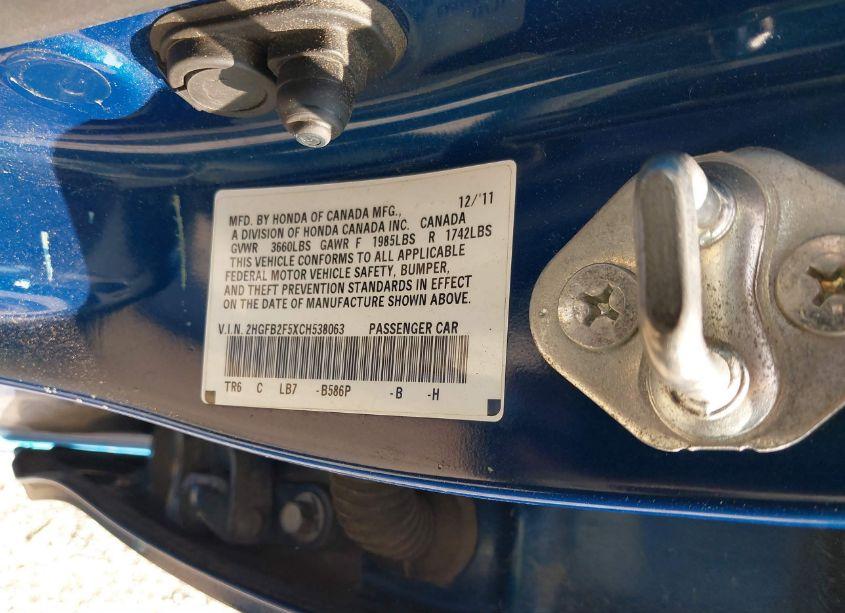 12/'11
MFD. BY HONDA OF CANADA MFG.,
A DIVISION OF HONDA CANADA INC. CANADA
GVWR 3660LBS GAWR F 1985LBS R 1742LBS
THIS VEHICLE CONFORMS TO ALL APPLICABLE
FEDERAL MOTOR VEHICLE SAFETY, BUMPER,
AND THEFT PREVENTION STANDARDS IN EFFECT
ON THE DATE OF MANUFACTURE SHOWN ABOVE.
V.I.N. 2HGFB2F5XCH538063 PASSENGER CAR
TR6 C LB7 -B586P -B -H